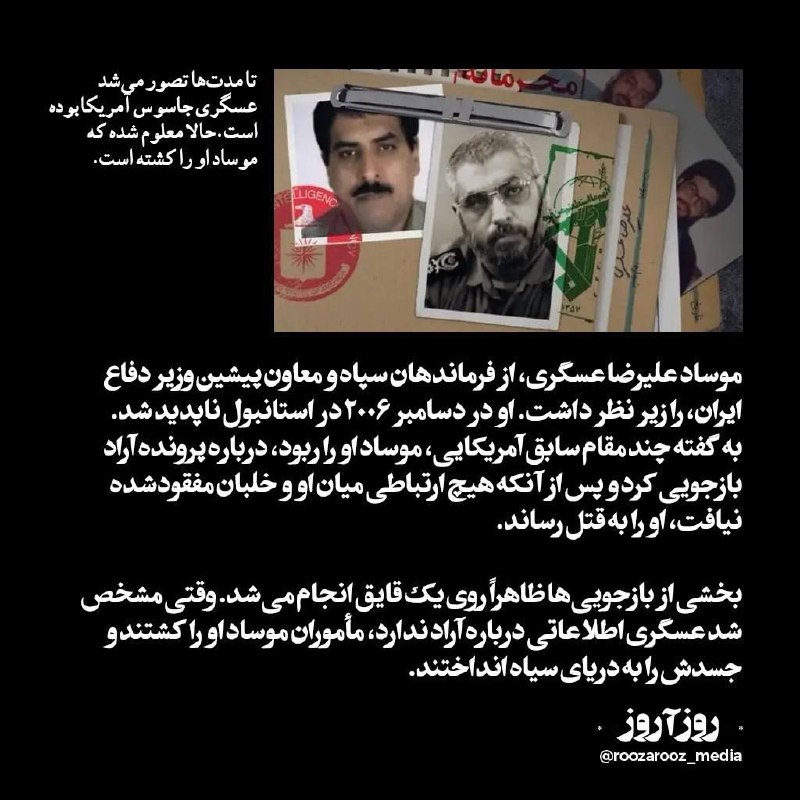 تا مدت‌ها تصور می‌شد
عسگری جاسوس آمریکا بوده
است. حالا معلوم شده که
موساد او را کشته است.
محرمانه
INTELLIGENCE
علیرضا عسگری
۱۳۵۷
موساد علیرضا عسگری، از فرماندهان سپاه و معاون پیشین وزیر دفاع
ایران، را زیر نظر داشت. او در دسامبر ۲۰۰۶ در استانبول ناپدید شد.
به گفته چند مقام سابق آمریکایی، موساد او را ربود، درباره پرونده آراد
بازجویی کرد و پس از آنکه هیچ ارتباطی میان او و خلبان مفقودشده
نیافت، او را به قتل رساند.
بخشی از بازجویی‌ها ظاهراً روی یک قایق انجام می‌شد. وقتی مشخص
شد عسگری اطلاعاتی درباره آراد ندارد، مأموران موساد او را کشتند و
جسدش را به دریای سیاه انداختند.
روزآروز
@roozarooz_media